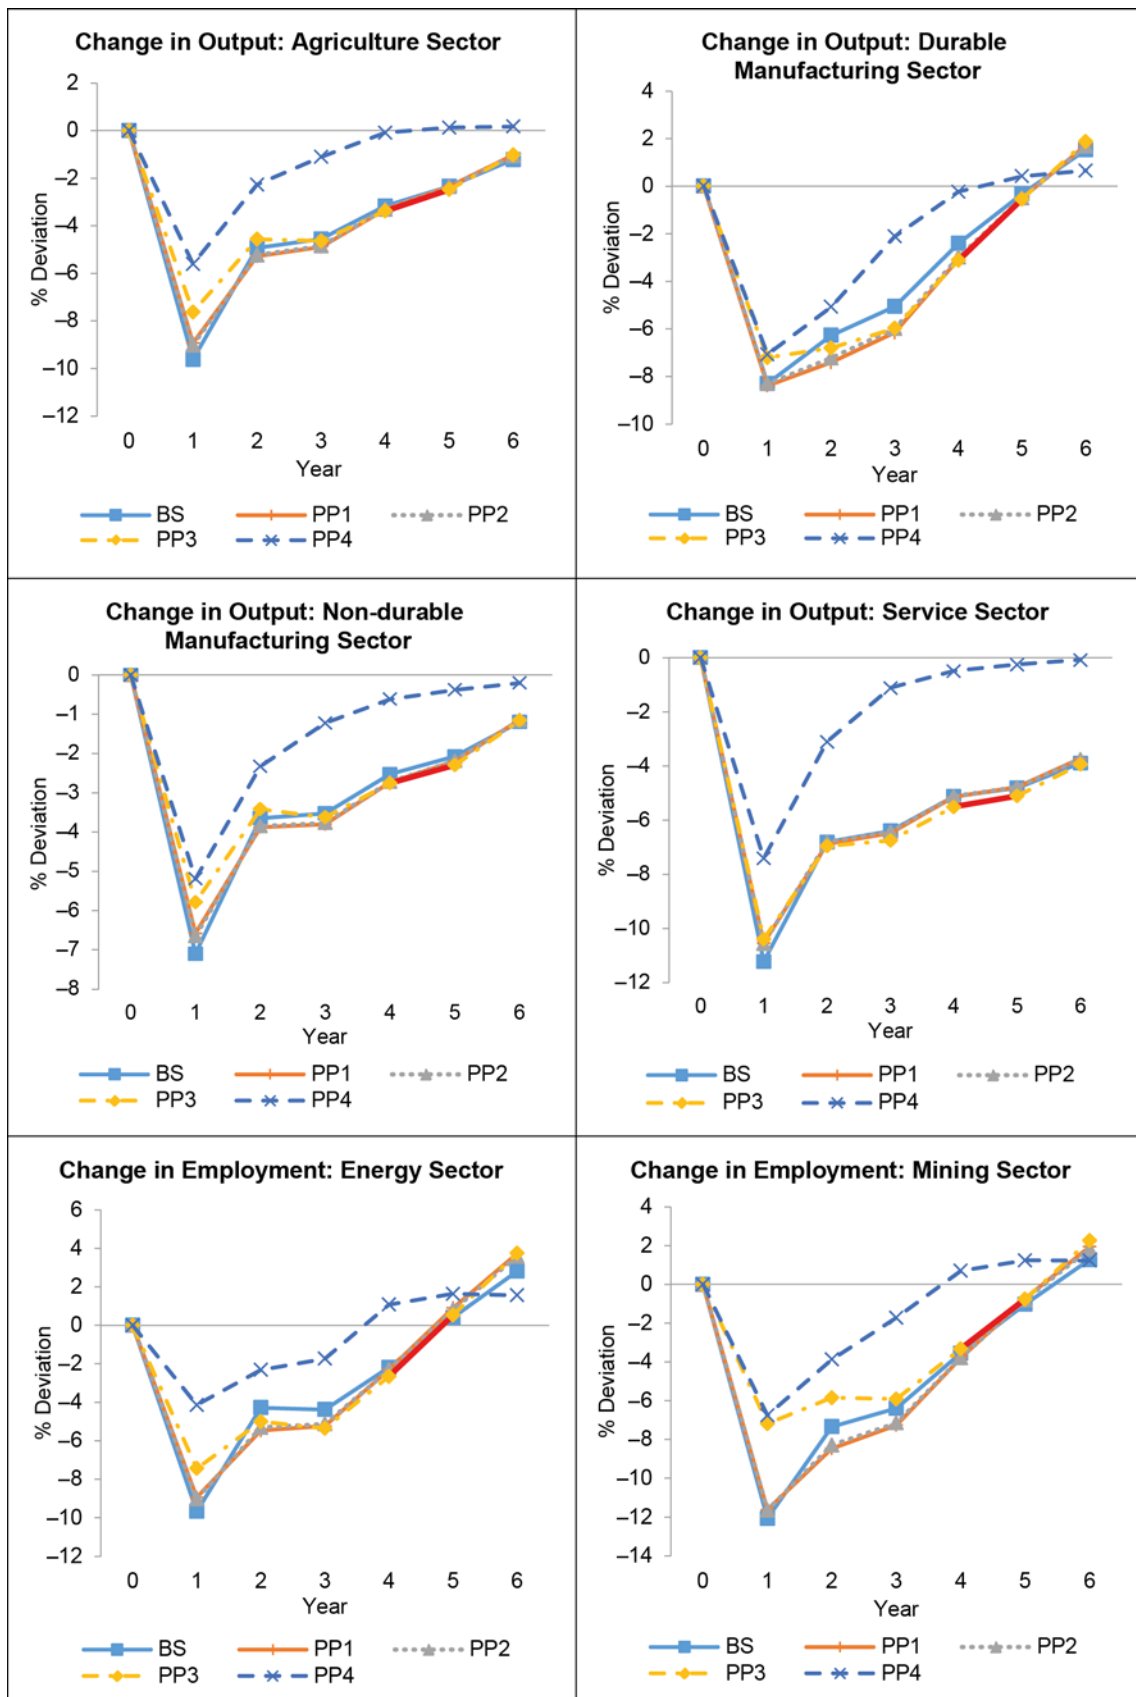 Change in Output: Agriculture Sector
2
0
–2
–4
–6
–8
–10
–12
% Deviation
0 1 2 3 4 5 6
Year
BS PP1 PP2
PP3 PP4
Change in Output: Durable
Manufacturing Sector
4
2
0
–2
–4
–6
–8
–10
% Deviation
0 1 2 3 4 5 6
Year
BS PP1 PP2
PP3 PP4
Change in Output: Non-durable
Manufacturing Sector
0
–1
–2
–3
–4
–5
–6
–7
–8
% Deviation
0 1 2 3 4 5 6
Year
BS PP1 PP2
PP3 PP4
Change in Output: Service Sector
0
–2
–4
–6
–8
–10
–12
% Deviation
0 1 2 3 4 5 6
Year
BS PP1 PP2
PP3 PP4
Change in Employment: Energy Sector
6
4
2
0
–2
–4
–6
–8
–10
–12
% Deviation
0 1 2 3 4 5 6
Year
BS PP1 PP2
PP3 PP4
Change in Employment: Mining Sector
4
2
0
–2
–4
–6
–8
–10
–12
–14
% Deviation
0 1 2 3 4 5 6
Year
BS PP1 PP2
PP3 PP4